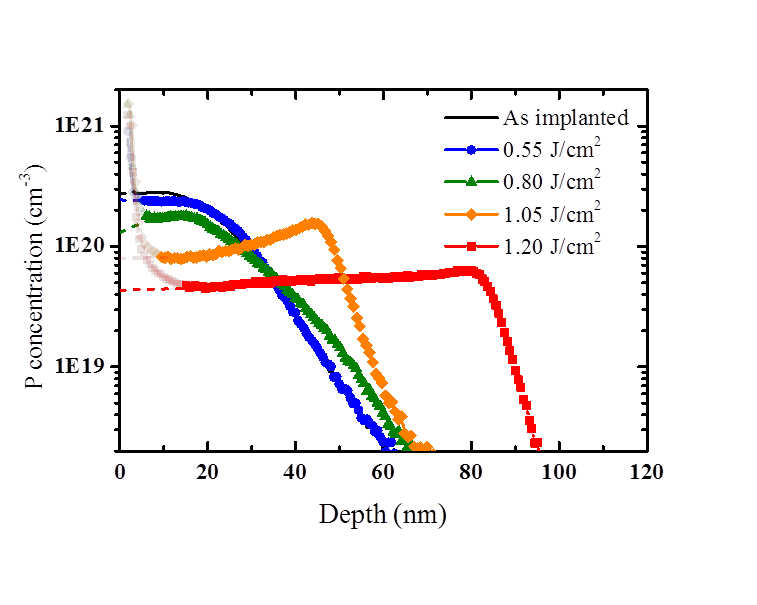 As implanted
0.55 J/cm²
0.80 J/cm²
1.05 J/cm²
1.20 J/cm²
1E21
1E20
1E19
P concentration (cm⁻³)
0 20 40 60 80 100 120
Depth (nm)